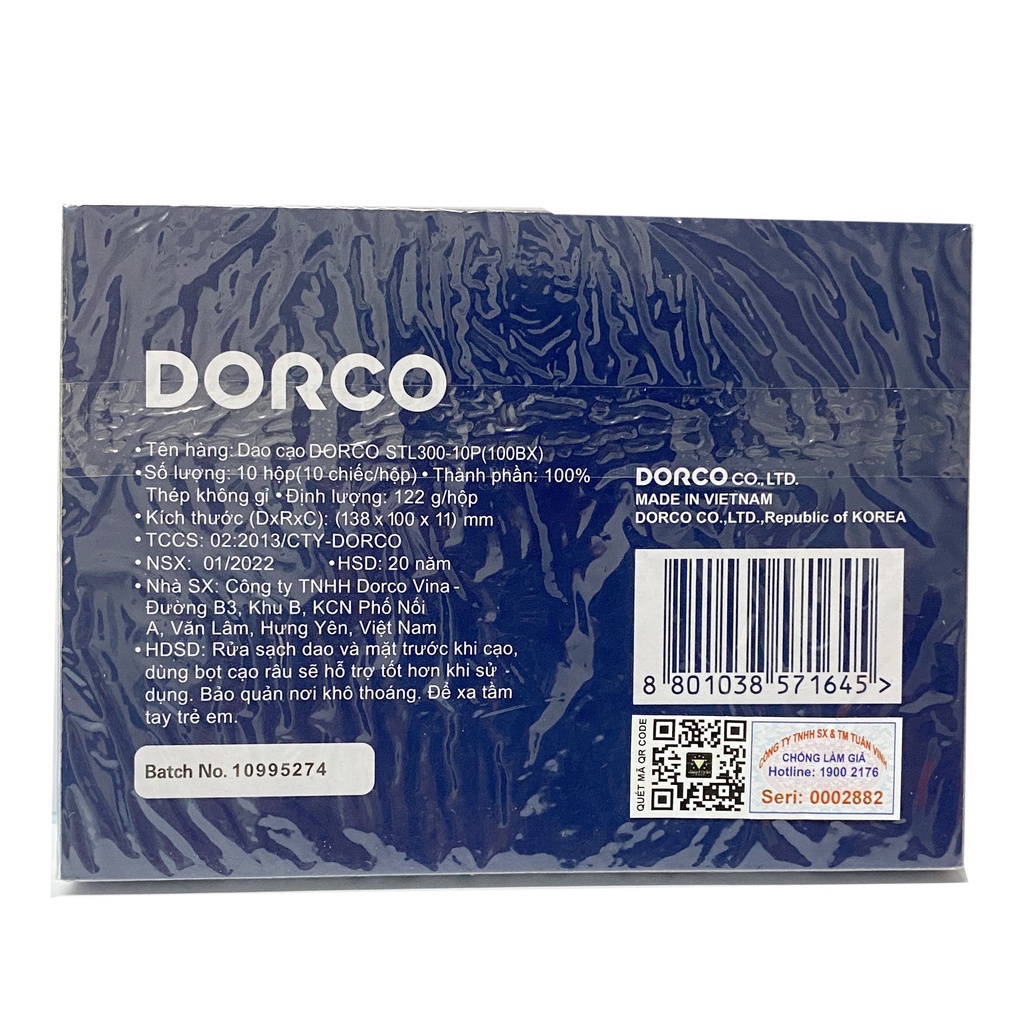 DORCO
• Tên hàng: Dao cạo DORCO STL300-10P(100BX)
• Số lượng: 10 hộp(10 chiếc/hộp) • Thành phần: 100%
Thép không gỉ • Định lượng: 122 g/hộp
• Kích thước (DxRxC): (138 x 100 x 11) mm
• TCCS: 02:2013/CTY-DORCO
• NSX: 01/2022 • HSD: 20 năm
• Nhà SX: Công ty TNHH Dorco Vina -
Đường B3, Khu B, KCN Phố Nối
A, Văn Lâm, Hưng Yên, Việt Nam
• HDSD: Rửa sạch dao và mặt trước khi cạo,
dùng bọt cạo râu sẽ hỗ trợ tốt hơn khi sử
dụng. Bảo quản nơi khô thoáng. Để xa tầm
tay trẻ em.
Batch No. 10995274
DORCO CO.,LTD.
MADE IN VIETNAM
DORCO CO.,LTD.,Republic of KOREA
8 801038 571645 >
QUÉT MÃ QR CODE
CÔNG TY TNHH SX & TM TUÂN VINA
CHỐNG LÀM GIẢ
Hotline: 1900 2176
Seri: 0002882